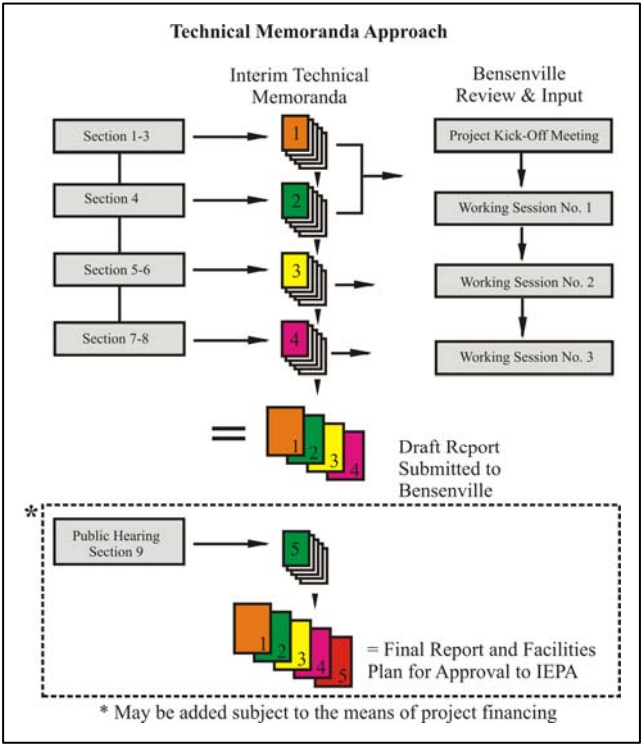 Technical Memoranda Approach
Interim Technical
Memoranda
Bensenville
Review & Input
Section 1-3
1
Project Kick-Off Meeting
Section 4
2
Working Session No. 1
Section 5-6
3
Working Session No. 2
Section 7-8
4
Working Session No. 3
=
1
2
3
4
Draft Report
Submitted to
Bensenville
*
Public Hearing
Section 9
5
1
2
3
4
5
= Final Report and Facilities
Plan for Approval to IEPA
* May be added subject to the means of project financing